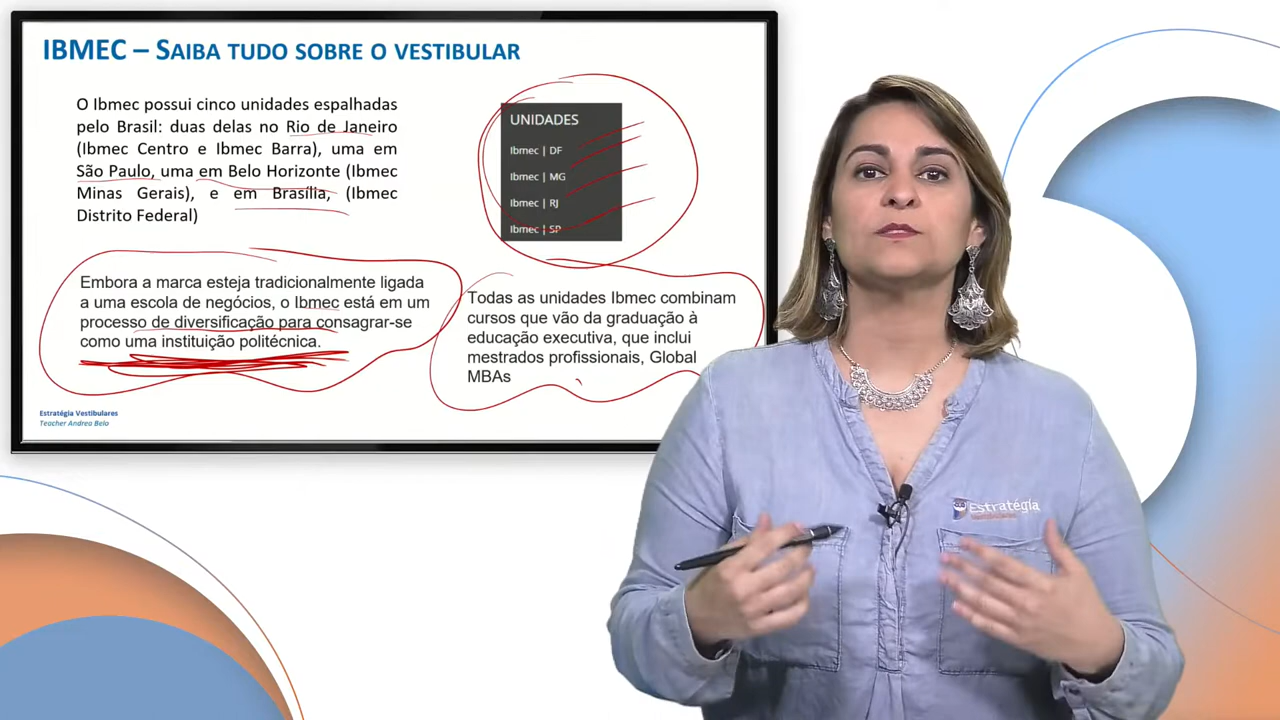 IBMEC – SAIBA TUDO SOBRE O VESTIBULAR
O Ibmec possui cinco unidades espalhadas
pelo Brasil: duas delas no Rio de Janeiro
(Ibmec Centro e Ibmec Barra), uma em
São Paulo, uma em Belo Horizonte (Ibmec
Minas Gerais), e em Brasília, (Ibmec
Distrito Federal)
UNIDADES
Ibmec | DF
Ibmec | MG
Ibmec | RJ
Ibmec | SP
Embora a marca esteja tradicionalmente ligada
a uma escola de negócios, o Ibmec está em um
processo de diversificação para consagrar-se
como uma instituição politécnica.
Todas as unidades Ibmec combinam
cursos que vão da graduação à
educação executiva, que inclui
mestrados profissionais, Global
MBAs
Estratégia Vestibulares
Teacher Andrea Belo
Estratégia